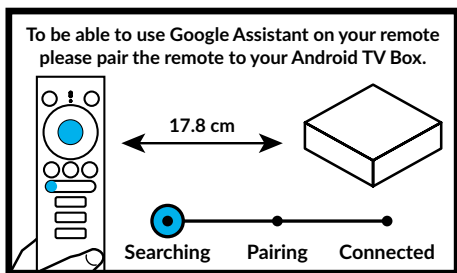 To be able to use Google Assistant on your remote
please pair the remote to your Android TV Box.
17.8 cm
Searching Pairing Connected